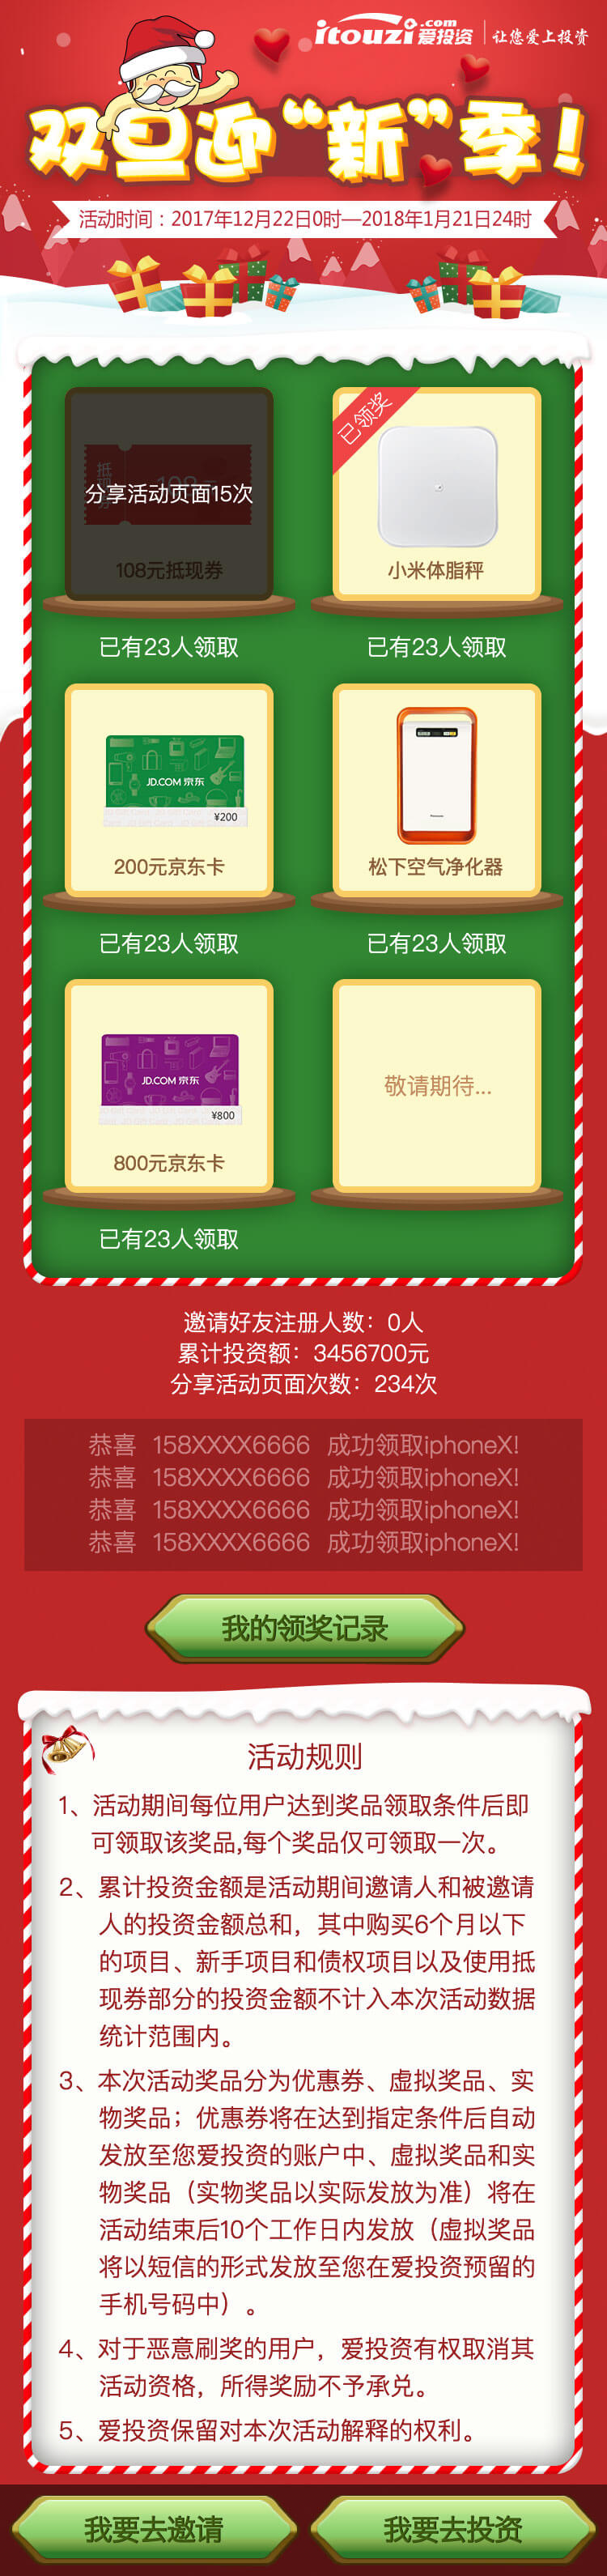 itouzi.com 爱投资 让您爱上投资
双旦迎“新”季！
活动时间：2017年12月22日0时—2018年1月21日24时
分享活动页面15次
108元抵现券
已领奖
小米体脂秤
已有23人领取
已有23人领取
JD.COM 京东
¥200
200元京东卡
松下空气净化器
已有23人领取
已有23人领取
JD.COM 京东
¥800
800元京东卡
敬请期待...
已有23人领取
邀请好友注册人数：0人
累计投资额：3456700元
分享活动页面次数：234次
恭喜 158XXXX6666 成功领取iphoneX!
恭喜 158XXXX6666 成功领取iphoneX!
恭喜 158XXXX6666 成功领取iphoneX!
恭喜 158XXXX6666 成功领取iphoneX!
我的领奖记录
活动规则
1、活动期间每位用户达到奖品领取条件后即
可领取该奖品,每个奖品仅可领取一次。
2、累计投资金额是活动期间邀请人和被邀请
人的投资金额总和，其中购买6个月以下
的项目、新手项目和债权项目以及使用抵
现券部分的投资金额不计入本次活动数据
统计范围内。
3、本次活动奖品分为优惠券、虚拟奖品、实
物奖品；优惠券将在达到指定条件后自动
发放至您爱投资的账户中、虚拟奖品和实
物奖品（实物奖品以实际发放为准）将在
活动结束后10个工作日内发放（虚拟奖品
将以短信的形式发放至您在爱投资预留的
手机号码中）。
4、对于恶意刷奖的用户，爱投资有权取消其
活动资格，所得奖励不予承兑。
5、爱投资保留对本次活动解释的权利。
我要去邀请
我要去投资